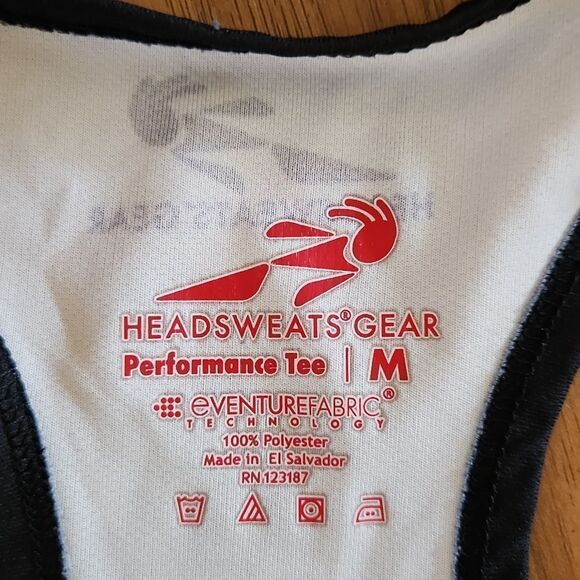 HEADSWEATS® GEAR
Performance Tee | M
eVENTUREFABRIC®
TECHNOLOGY
100% Polyester
Made in El Salvador
RN 123187